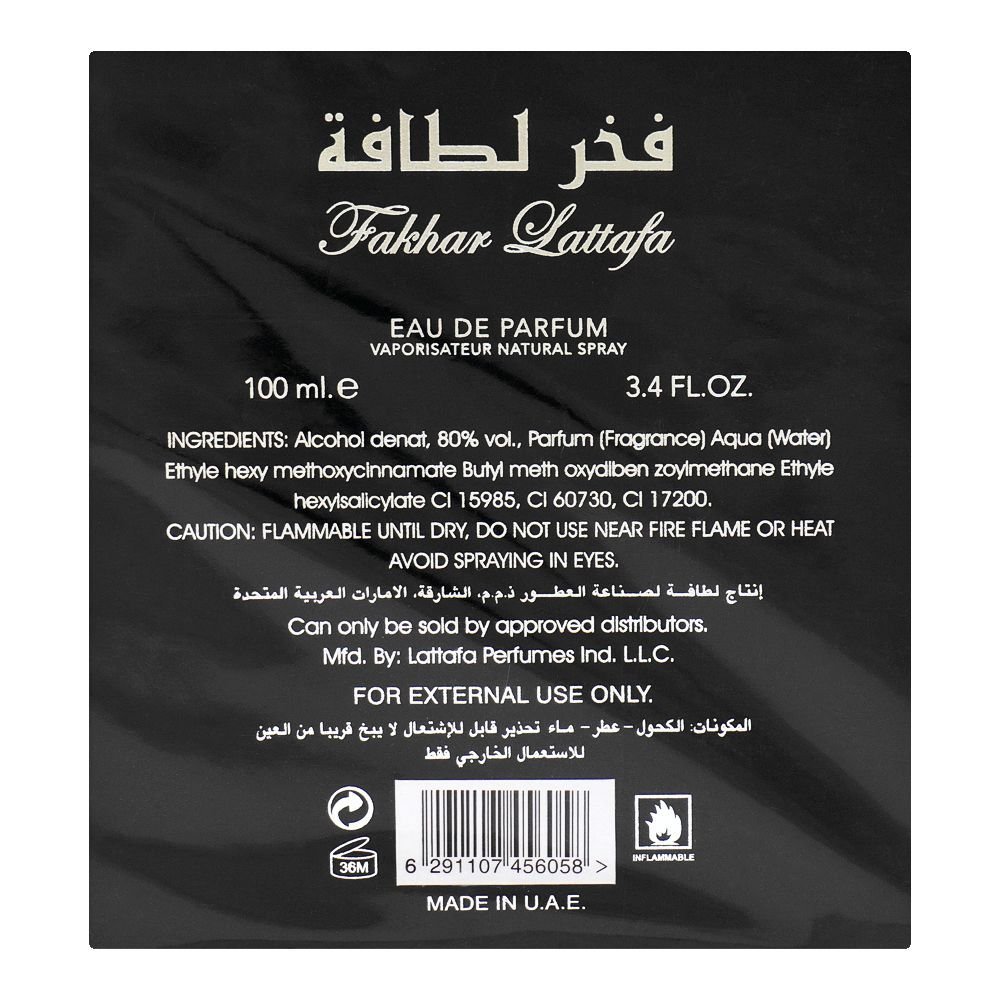 فخر لطافة
Fakhar Lattafa
EAU DE PARFUM
VAPORISATEUR NATURAL SPRAY
100 ml.e 3.4 FL.OZ.
INGREDIENTS: Alcohol denat, 80% vol., Parfum (Fragrance) Aqua (Water)
Ethyle hexy methoxycinnamate Butyl meth oxydiben zoylmethane Ethyle
hexylsalicylate CI 15985, CI 60730, CI 17200.
CAUTION: FLAMMABLE UNTIL DRY, DO NOT USE NEAR FIRE FLAME OR HEAT
AVOID SPRAYING IN EYES.
إنتاج لطافة لصناعة العطور ذ.م.م، الشارقة، الامارات العربية المتحدة
Can only be sold by approved distributors.
Mfd. By: Lattafa Perfumes Ind. L.L.C.
FOR EXTERNAL USE ONLY.
المكونات: الكحول – عطر – ماء تحذير قابل للإشتعال لا يبخ قريبا من العين
للاستعمال الخارجي فقط
36M
6 291107 456058 >
INFLAMMABLE
MADE IN U.A.E.